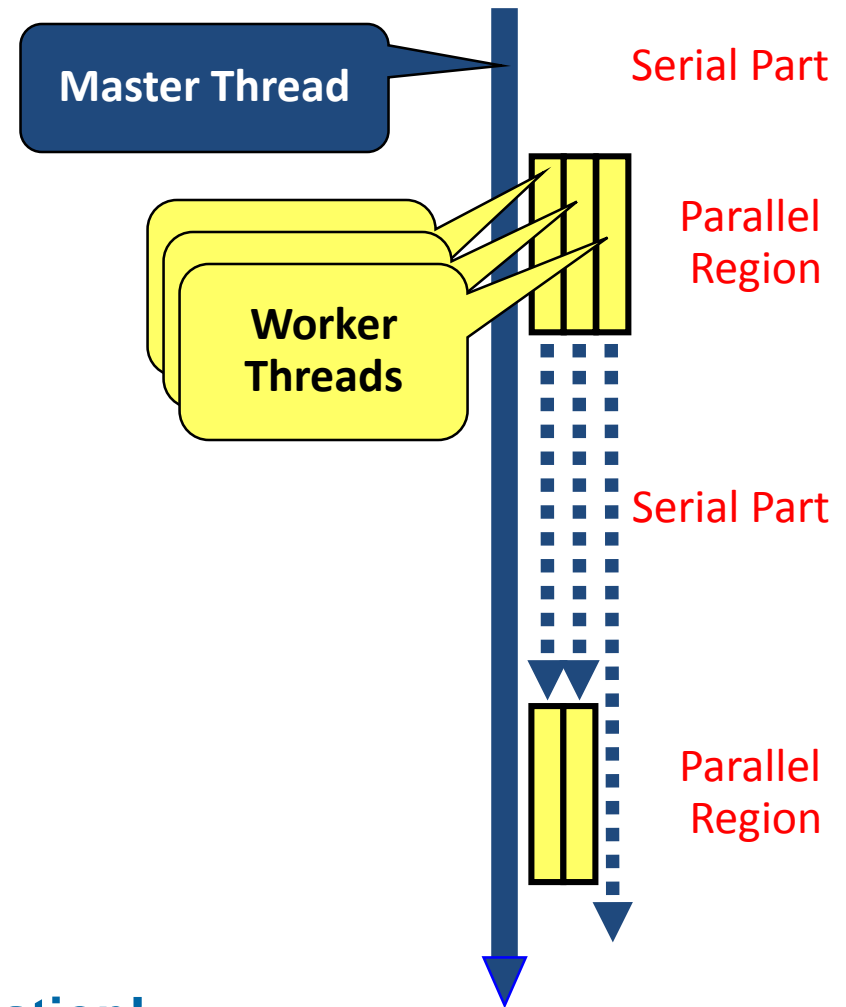 Master Thread
Serial Part
Parallel
Region
Worker
Threads
Serial Part
Parallel
Region